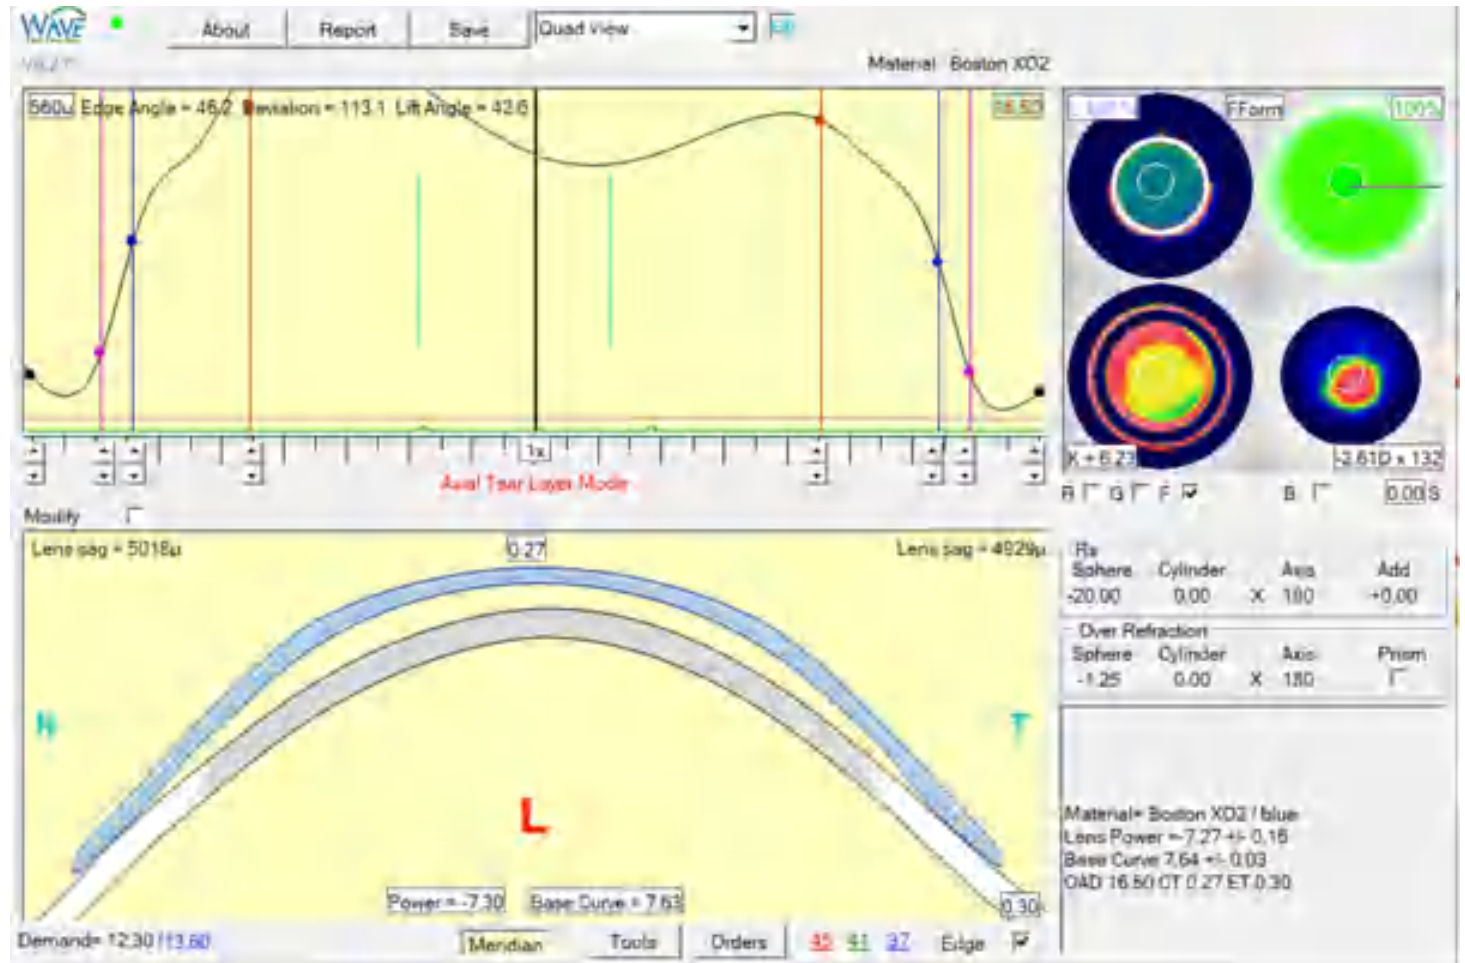 WAVE
About Report Save Quad View
Material Boston XO2
560u Edge Angle = 46.2 Deviation = 113.1 Lift Angle = 42.6 16.50
FForm 100%
1x
Axial Tear Layer Mode
-2.61D x 132
R G F B 0.00 S
Modify
Lens sag = 5018µ 0.27 Lens sag = 4929µ
Rx
Sphere Cylinder Axis Add
-20.00 0.00 X 180 +0.00
Over Refraction
Sphere Cylinder Axis Prism
-1.25 0.00 X 180
N T
L
Material= Boston XO2 / blue
Lens Power =-7.27 +/- 0.16
Base Curve 7.64 +/- 0.03
OAD 16.50 CT 0.27 ET 0.30
Power = -7.30 Base Curve = 7.63 0.30
Demand= 12.30 / 13.60 Meridian Tools Orders 45 41 37 Edge